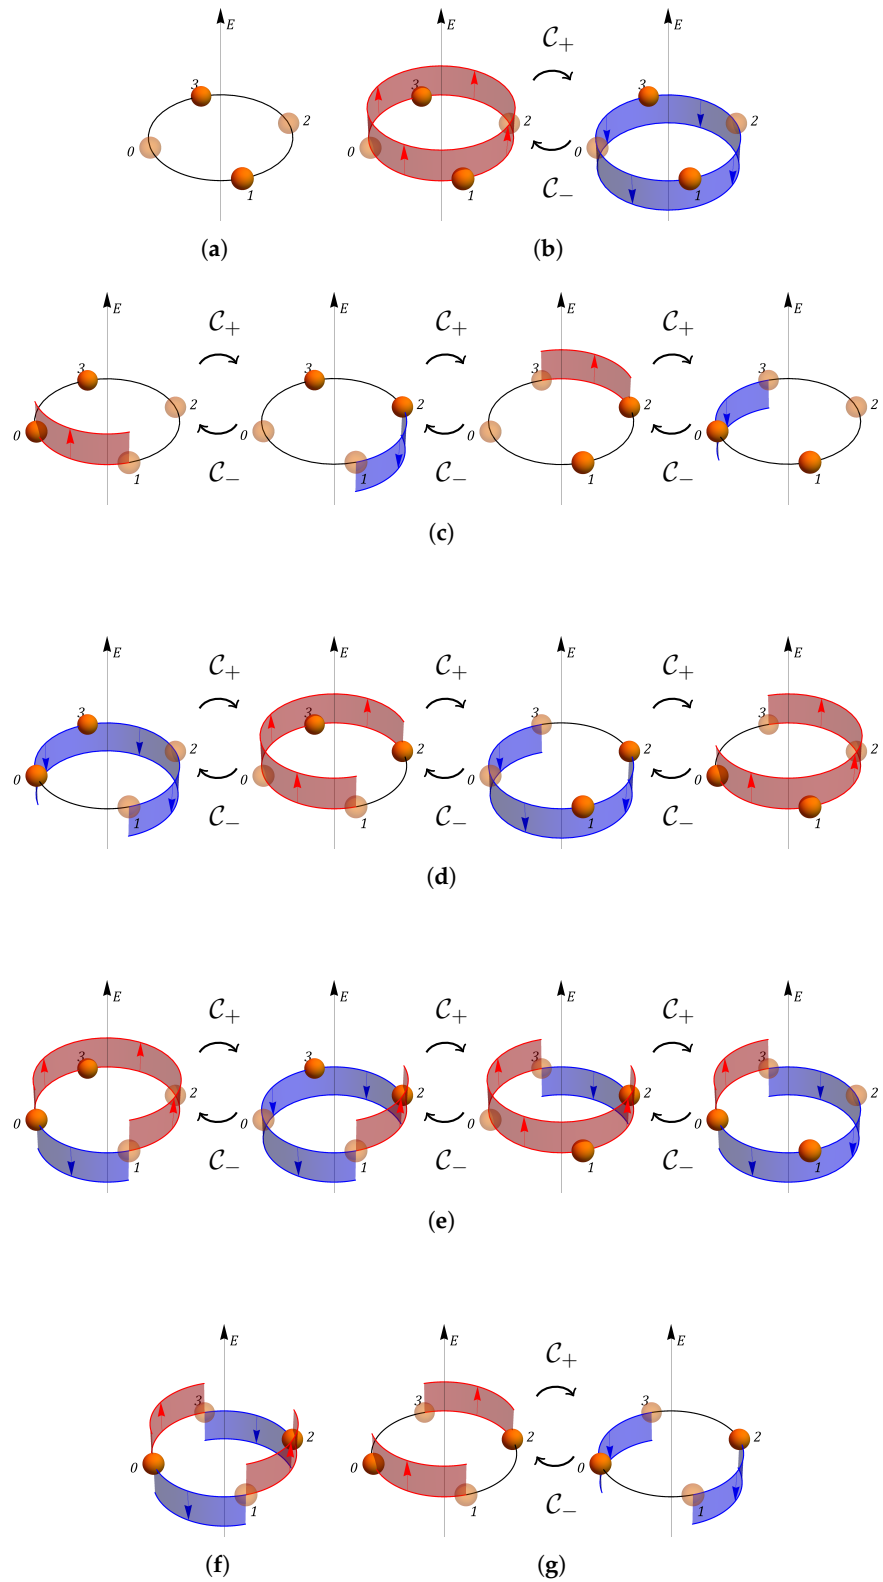 E E E
𝒞+
3 2 0 1
3 2 0 1
3 2 0 1
𝒞−
(a) (b)
E E E E
𝒞+ 𝒞+ 𝒞+
3 2 0 1
3 2 0 1
3 2 0 1
3 2 0 1
𝒞− 𝒞− 𝒞−
(c)
E E E E
𝒞+ 𝒞+ 𝒞+
3 2 0 1
3 2 0 1
3 2 0 1
3 2 0 1
𝒞− 𝒞− 𝒞−
(d)
E E E E
𝒞+ 𝒞+ 𝒞+
3 2 0 1
3 2 0 1
3 2 0 1
3 2 0 1
𝒞− 𝒞− 𝒞−
(e)
E E E
𝒞+
3 2 0 1
3 2 0 1
3 2 0 1
𝒞−
(f) (g)